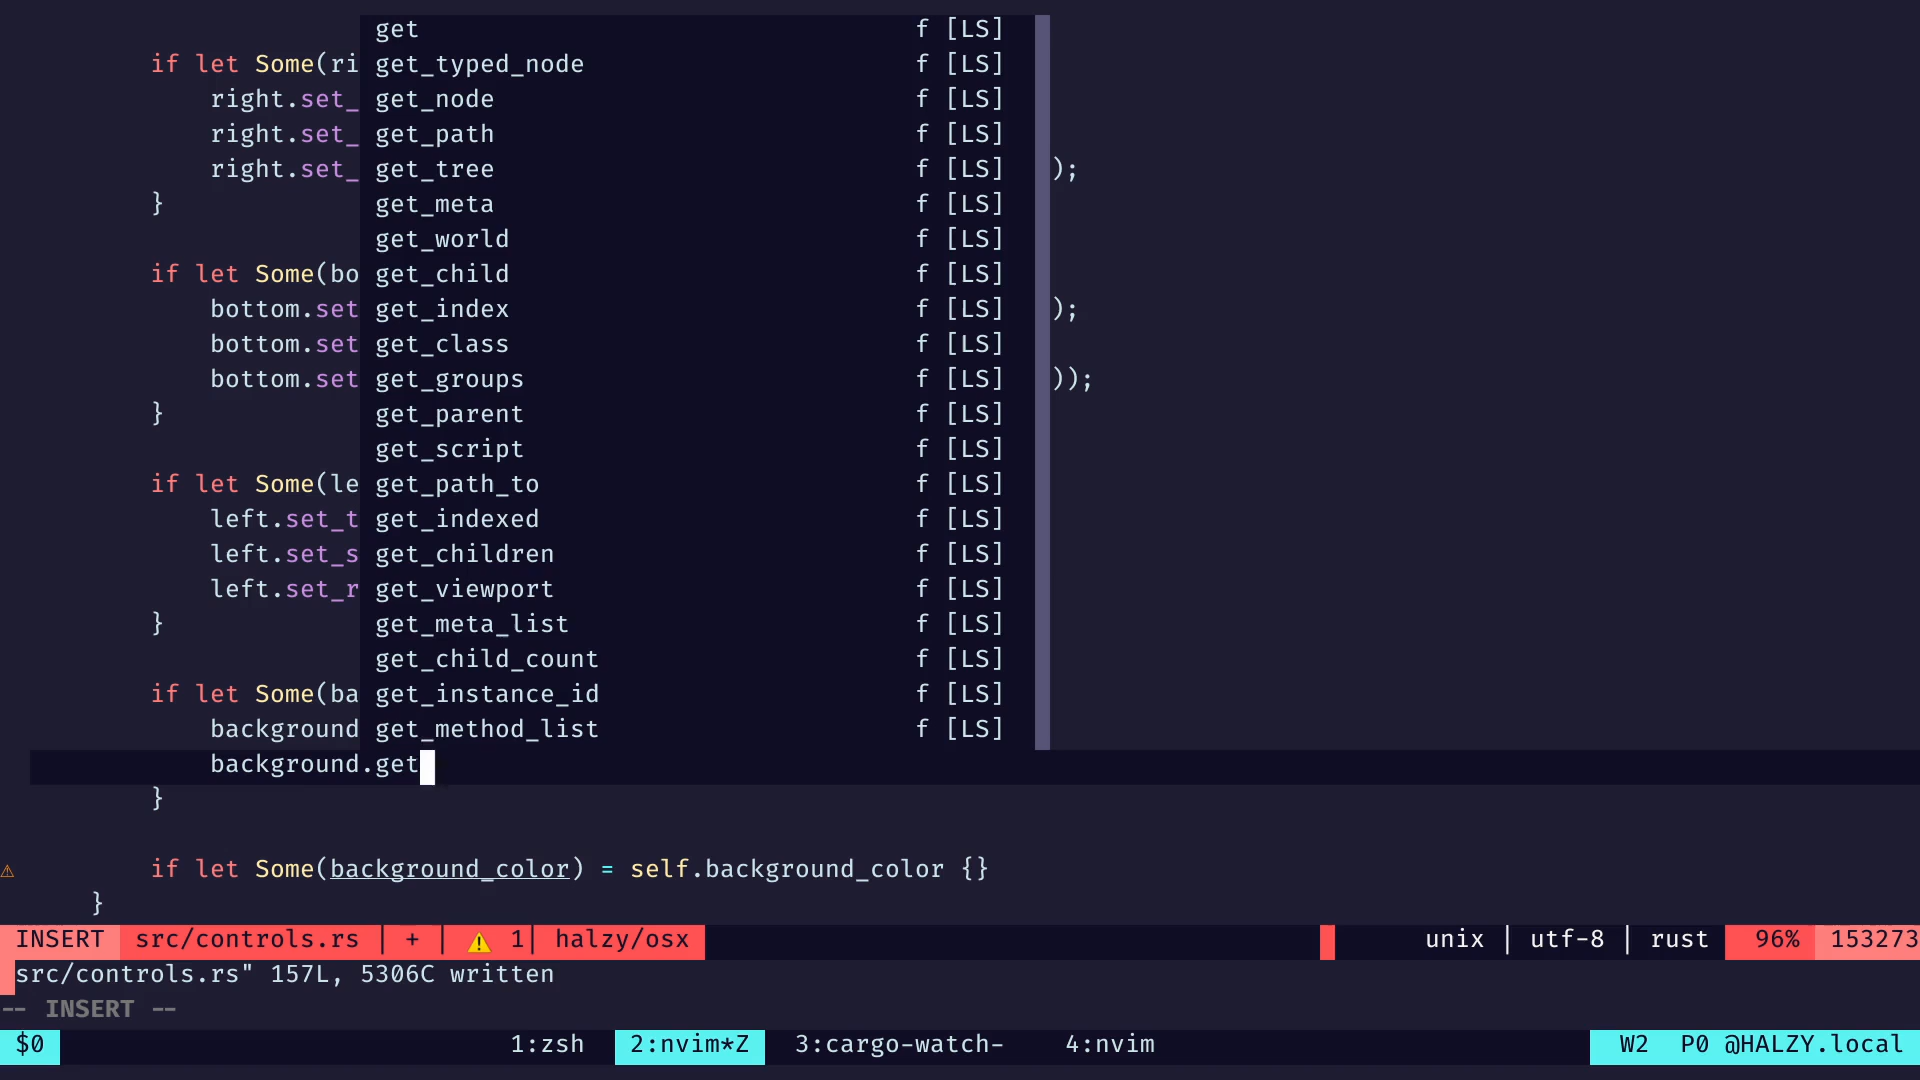 get f [LS]
if let Some(ri get_typed_node f [LS]
right.set_ get_node f [LS]
right.set_ get_path f [LS]
right.set_ get_tree f [LS] );
} get_meta f [LS]
get_world f [LS]
if let Some(bo get_child f [LS]
bottom.set get_index f [LS] );
bottom.set get_class f [LS]
bottom.set get_groups f [LS] ));
} get_parent f [LS]
get_script f [LS]
if let Some(le get_path_to f [LS]
left.set_t get_indexed f [LS]
left.set_s get_children f [LS]
left.set_r get_viewport f [LS]
} get_meta_list f [LS]
get_child_count f [LS]
if let Some(ba get_instance_id f [LS]
background get_method_list f [LS]
background.get
}
⚠ if let Some(background_color) = self.background_color {}
}
INSERT src/controls.rs | + | ⚠ 1| halzy/osx unix | utf-8 | rust 96% 153273
src/controls.rs" 157L, 5306C written
-- INSERT --
$0 1:zsh 2:nvim*Z 3:cargo-watch- 4:nvim W2 P0 @HALZY.local